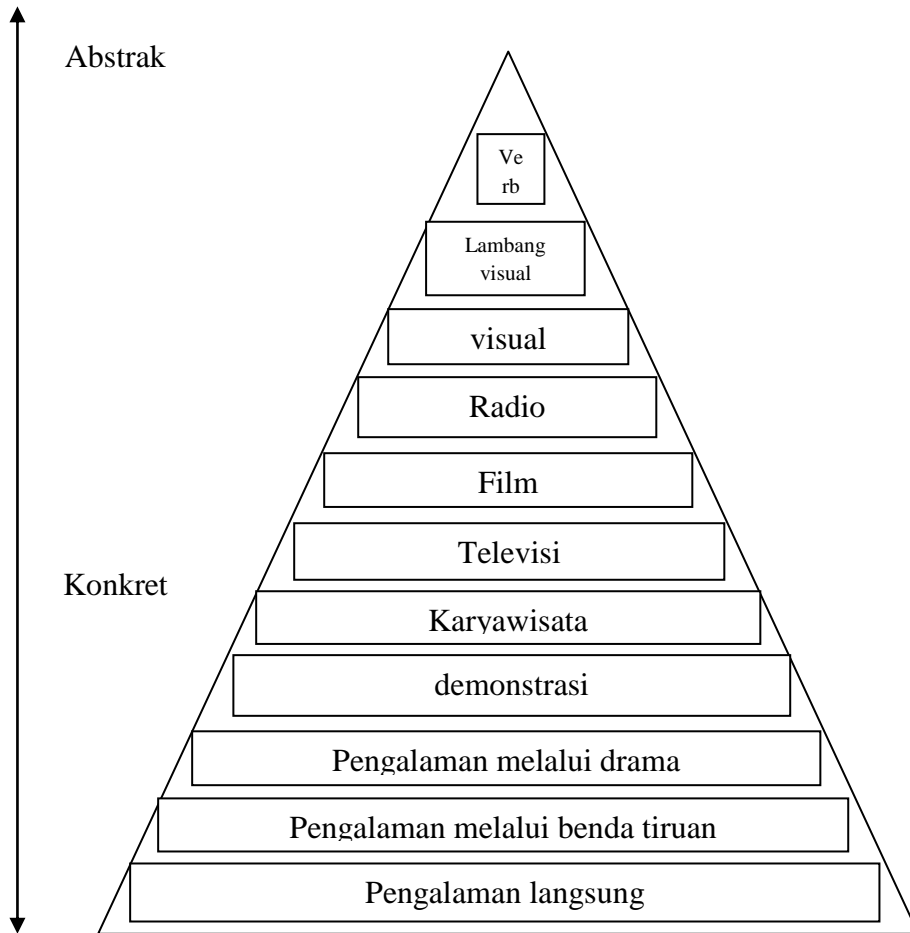 Abstrak
Ve
rb
Lambang
visual
visual
Radio
Film
Televisi
Konkret
Karyawisata
demonstrasi
Pengalaman melalui drama
Pengalaman melalui benda tiruan
Pengalaman langsung